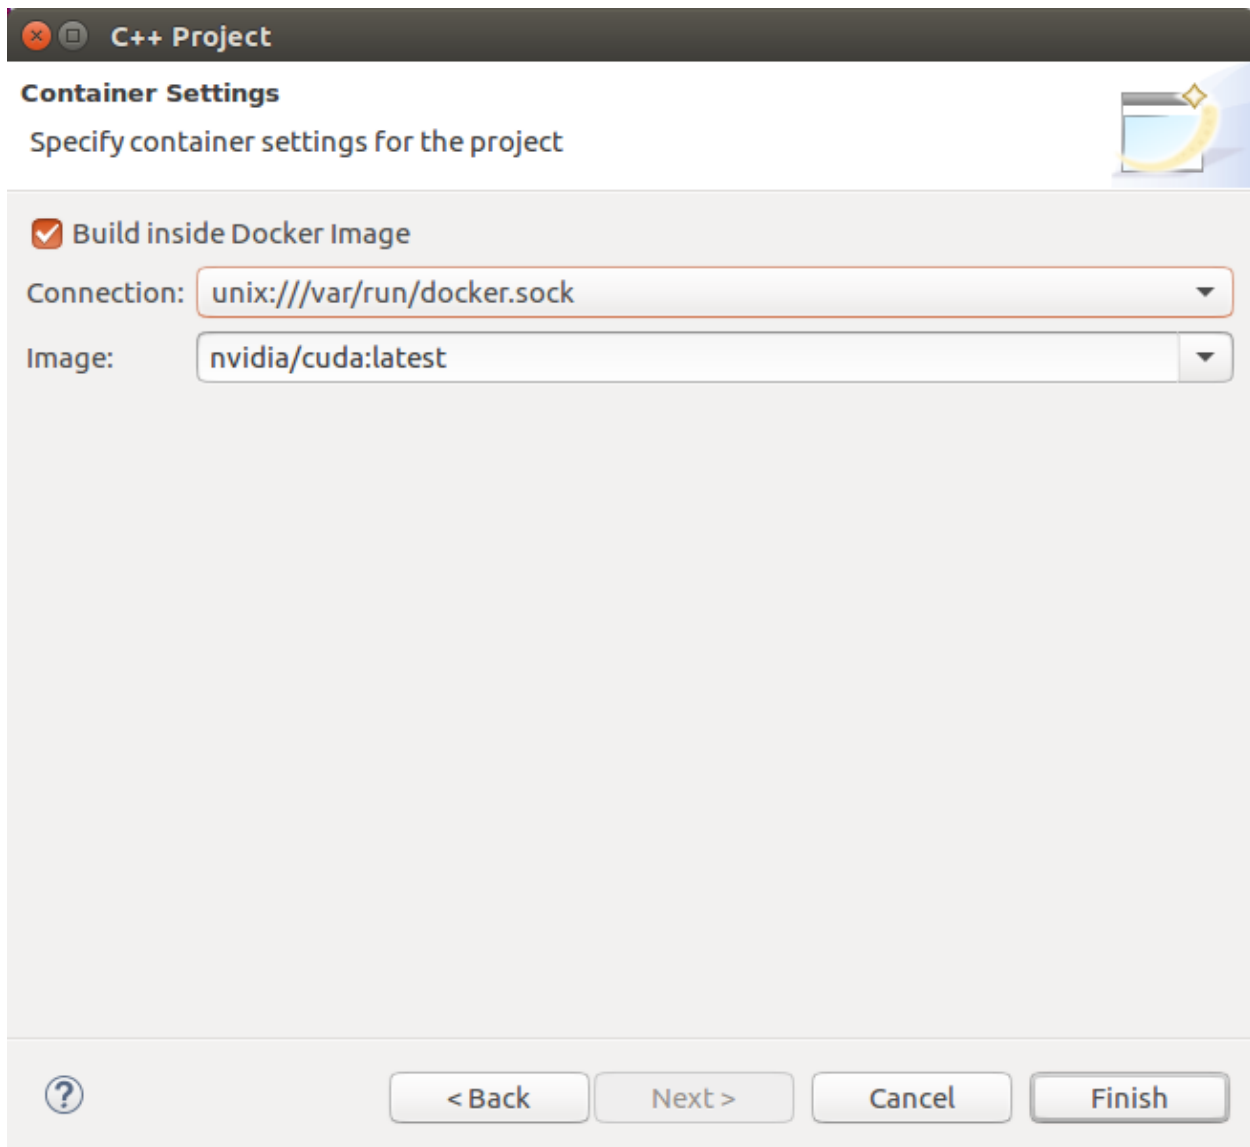 C++ Project
Container Settings
Specify container settings for the project
Build inside Docker Image
Connection: unix:///var/run/docker.sock
Image: nvidia/cuda:latest
? < Back Next > Cancel Finish